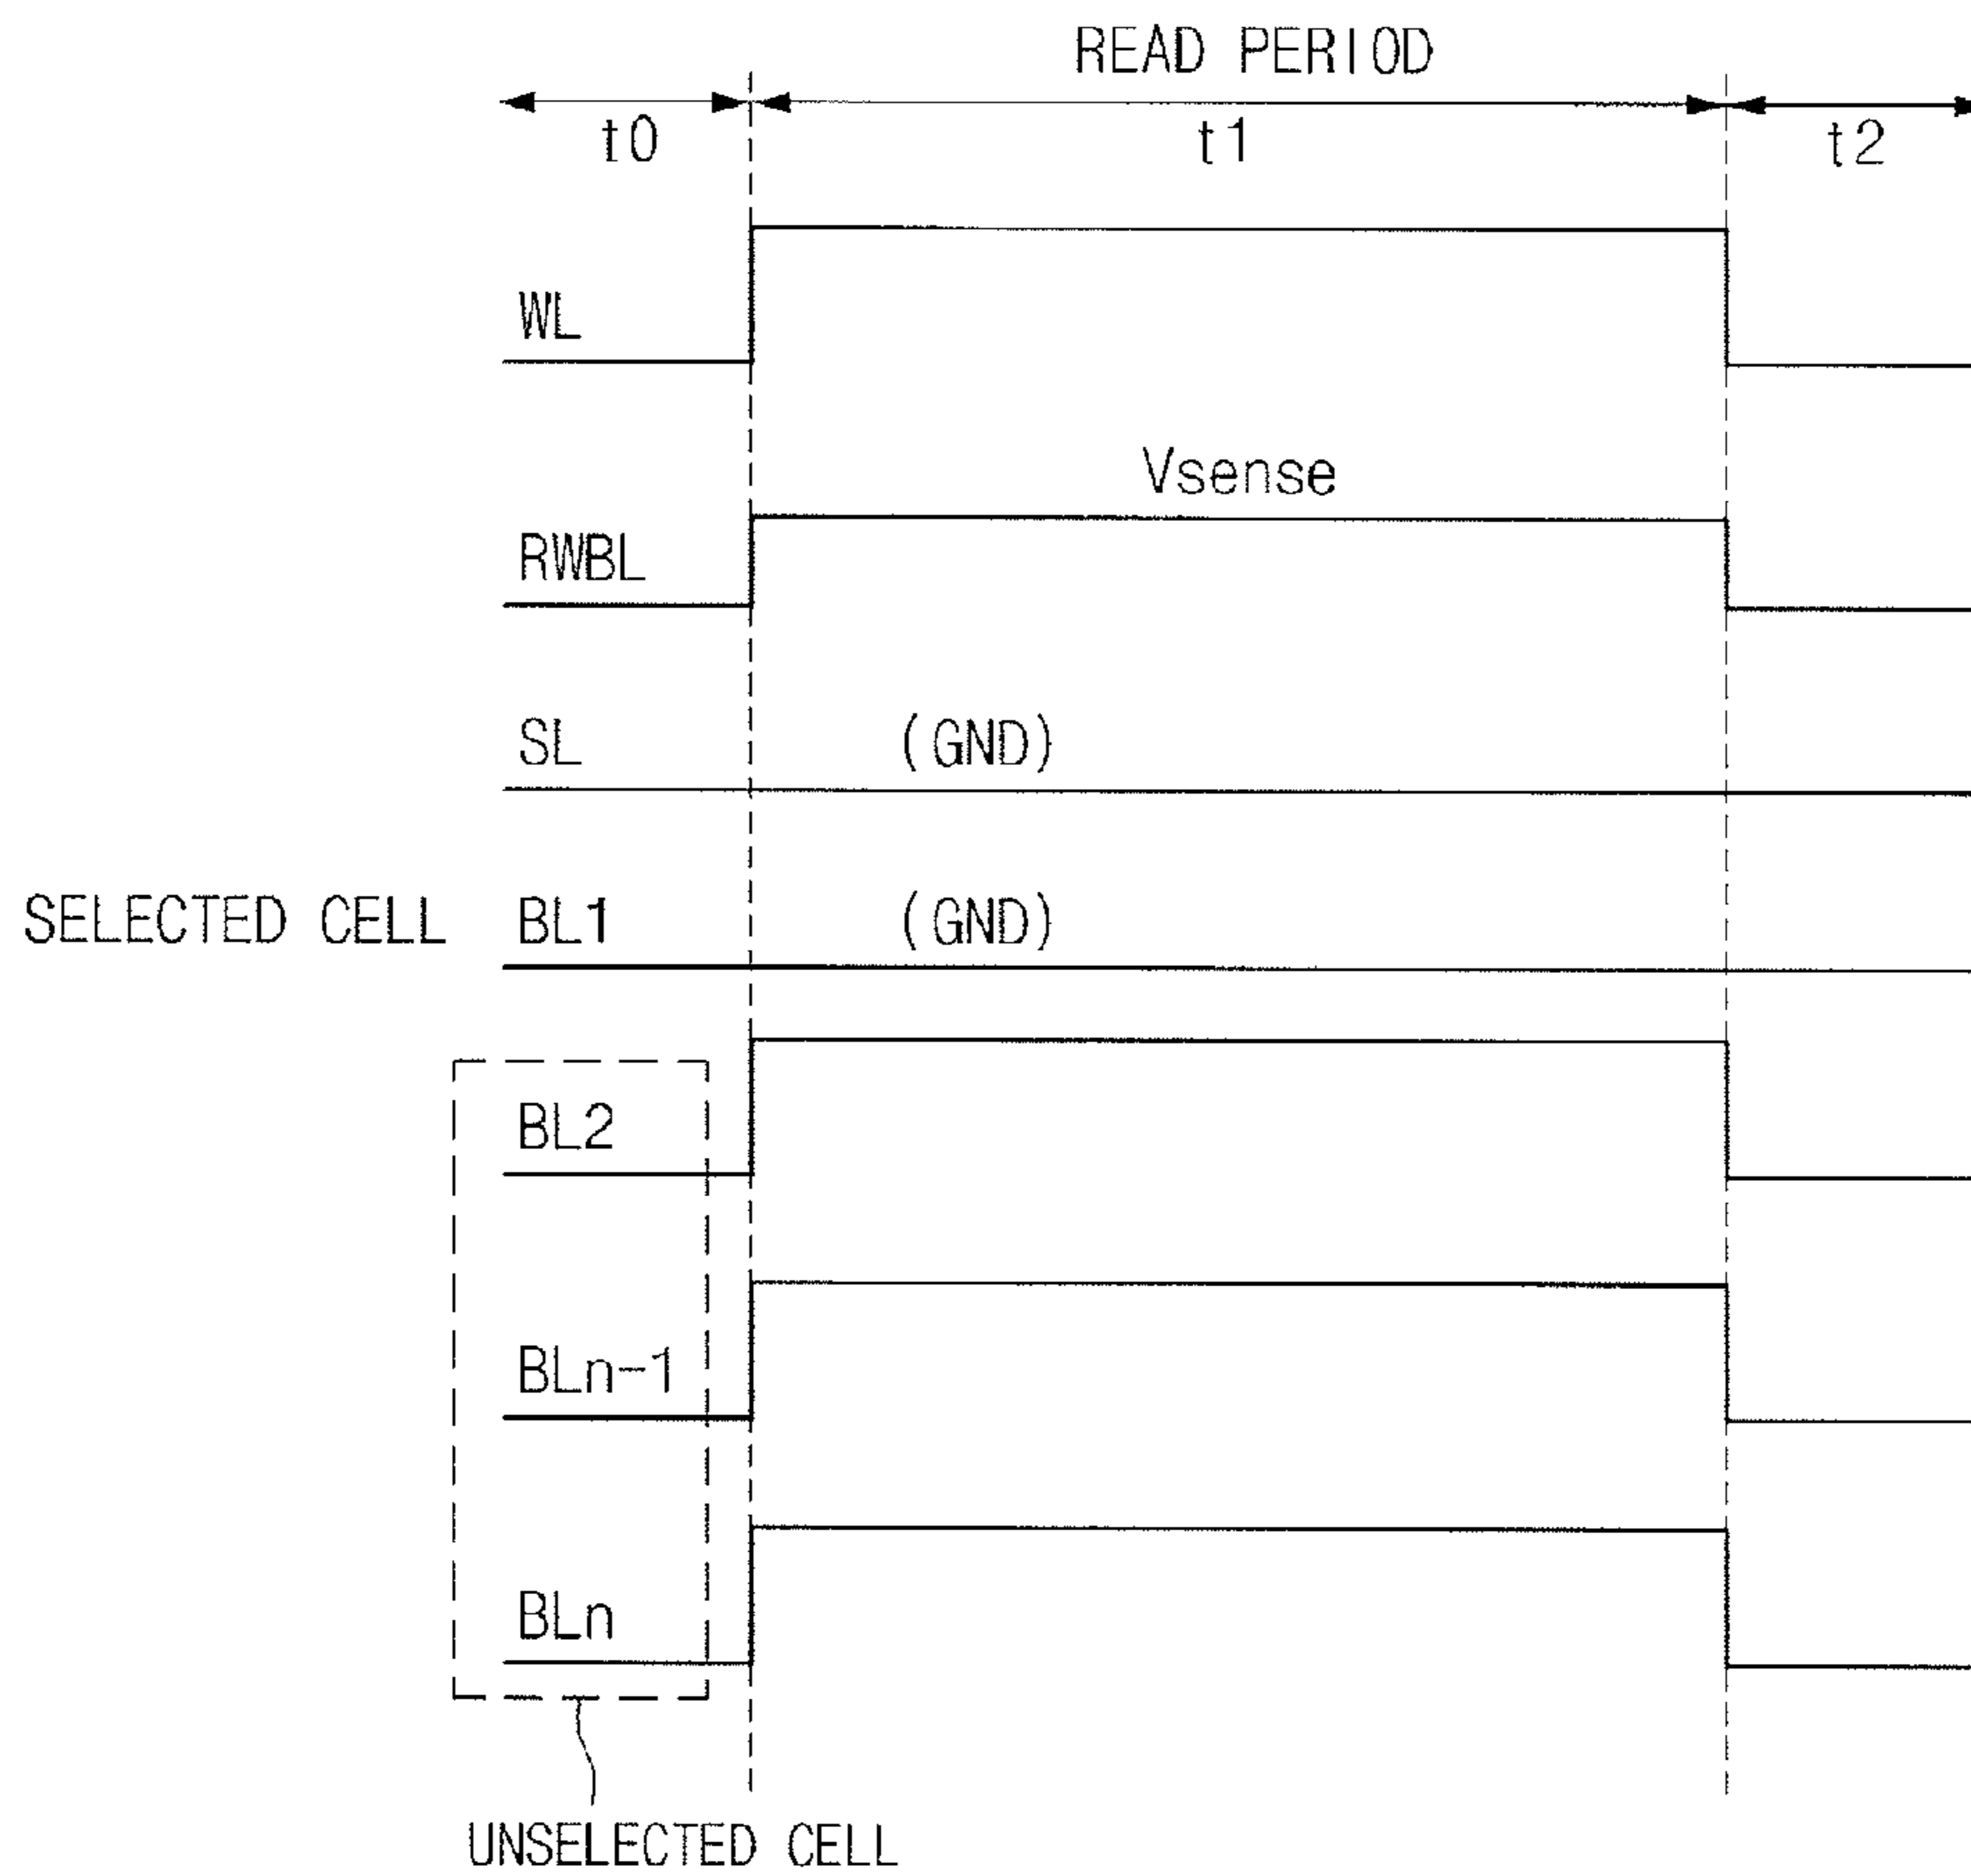 READ PERIOD
t0 t1 t2
WL
Vsense
RWBL
SL (GND)
SELECTED CELL BL1 (GND)
BL2
BLn-1
BLn
UNSELECTED CELL